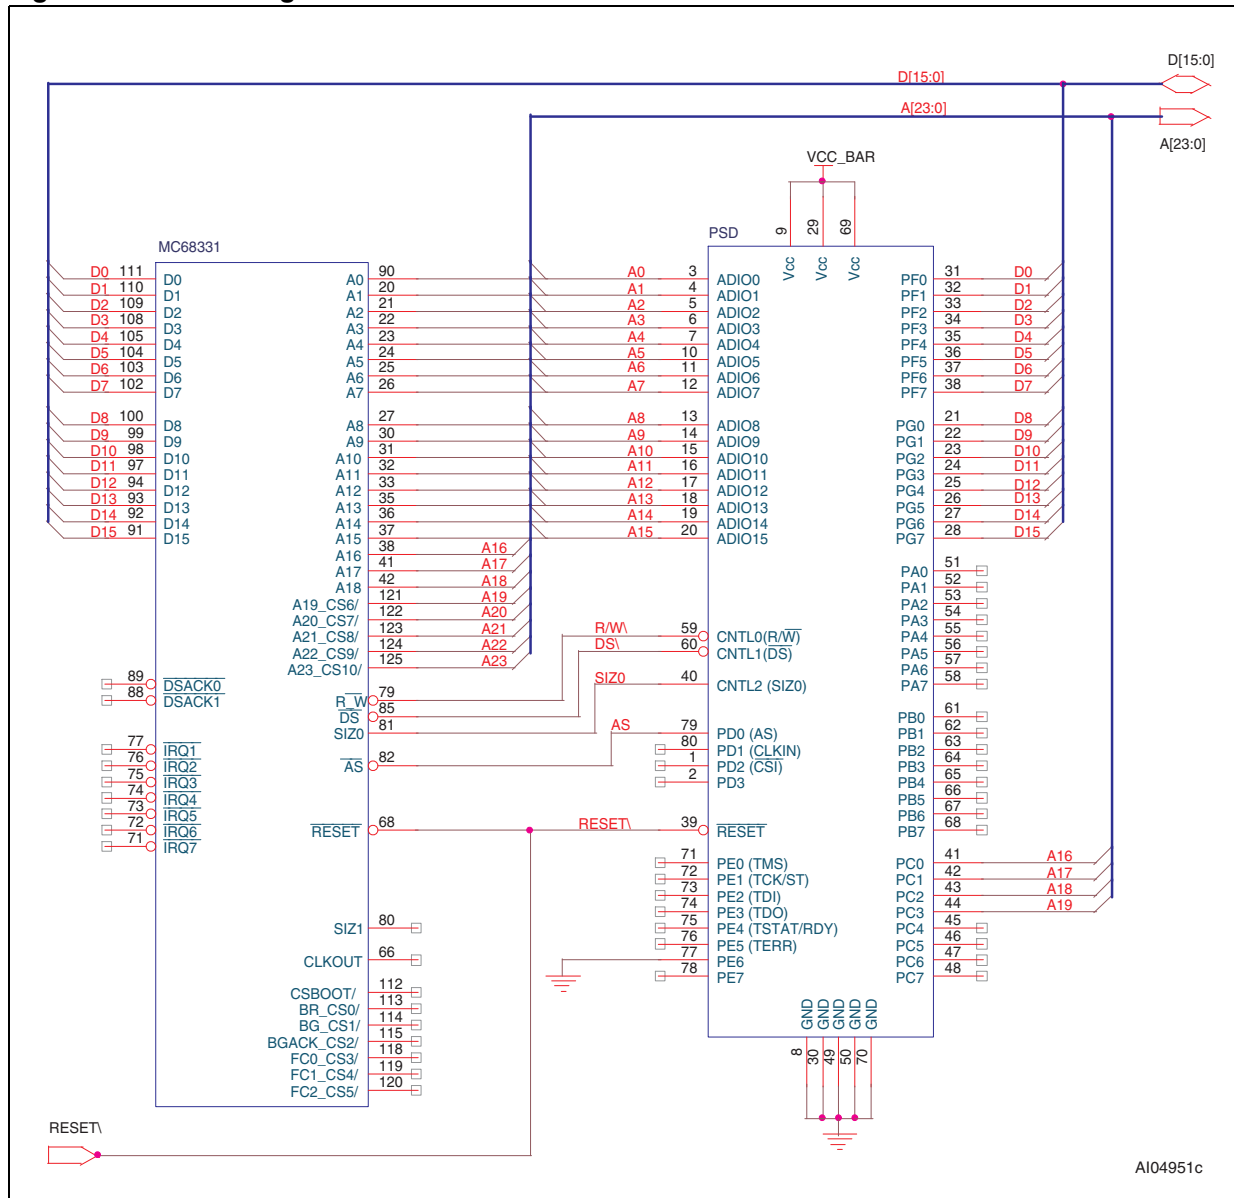 D[15:0]
D[15:0]
A[23:0]
A[23:0]
VCC_BAR
MC68331
PSD
9 29 69
Vcc Vcc Vcc
D0 111 D0 A0 90 A0 3 ADIO0 PF0 31 D0
D1 110 D1 A1 20 A1 4 ADIO1 PF1 32 D1
D2 109 D2 A2 21 A2 5 ADIO2 PF2 33 D2
D3 108 D3 A3 22 A3 6 ADIO3 PF3 34 D3
D4 105 D4 A4 23 A4 7 ADIO4 PF4 35 D4
D5 104 D5 A5 24 A5 10 ADIO5 PF5 36 D5
D6 103 D6 A6 25 A6 11 ADIO6 PF6 37 D6
D7 102 D7 A7 26 A7 12 ADIO7 PF7 38 D7
D8 100 D8 A8 27 A8 13 ADIO8 PG0 21 D8
D9 99 D9 A9 30 A9 14 ADIO9 PG1 22 D9
D10 98 D10 A10 31 A10 15 ADIO10 PG2 23 D10
D11 97 D11 A11 32 A11 16 ADIO11 PG3 24 D11
D12 94 D12 A12 33 A12 17 ADIO12 PG4 25 D12
D13 93 D13 A13 35 A13 18 ADIO13 PG5 26 D13
D14 92 D14 A14 36 A14 19 ADIO14 PG6 27 D14
D15 91 D15 A15 37 A15 20 ADIO15 PG7 28 D15
A16 38 A16
A17 41 A17 PA0 51
A18 42 A18 PA1 52
A19_CS6/ 121 A19 PA2 53
A20_CS7/ 122 A20 PA3 54
A21_CS8/ 123 A21 R/W\ 59 CNTL0(R/W) PA4 55
A22_CS9/ 124 A22 DS\ 60 CNTL1(DS) PA5 56
A23_CS10/ 125 A23 PA6 57
89 DSACK0 SIZ0 40 CNTL2 (SIZ0) PA7 58
88 DSACK1 R_W 79
DS 85 PB0 61
SIZ0 81 AS 79 PD0 (AS) PB1 62
77 IRQ1 80 PD1 (CLKIN) PB2 63
76 IRQ2 AS 82 1 PD2 (CSI) PB3 64
75 IRQ3 2 PD3 PB4 65
74 IRQ4 PB5 66
73 IRQ5 PB6 67
72 IRQ6 RESET 68 RESET\ 39 RESET PB7 68
71 IRQ7
71 PE0 (TMS) PC0 41 A16
72 PE1 (TCK/ST) PC1 42 A17
73 PE2 (TDI) PC2 43 A18
74 PE3 (TDO) PC3 44 A19
SIZ1 80 75 PE4 (TSTAT/RDY) PC4 45
76 PE5 (TERR) PC5 46
CLKOUT 66 77 PE6 PC6 47
78 PE7 PC7 48
CSBOOT/ 112
BR_CS0/ 113
BG_CS1/ 114
BGACK_CS2/ 115
FC0_CS3/ 118
FC1_CS4/ 119
FC2_CS5/ 120
GND GND GND GND GND
8 30 49 50 70
RESET\
AI04951c